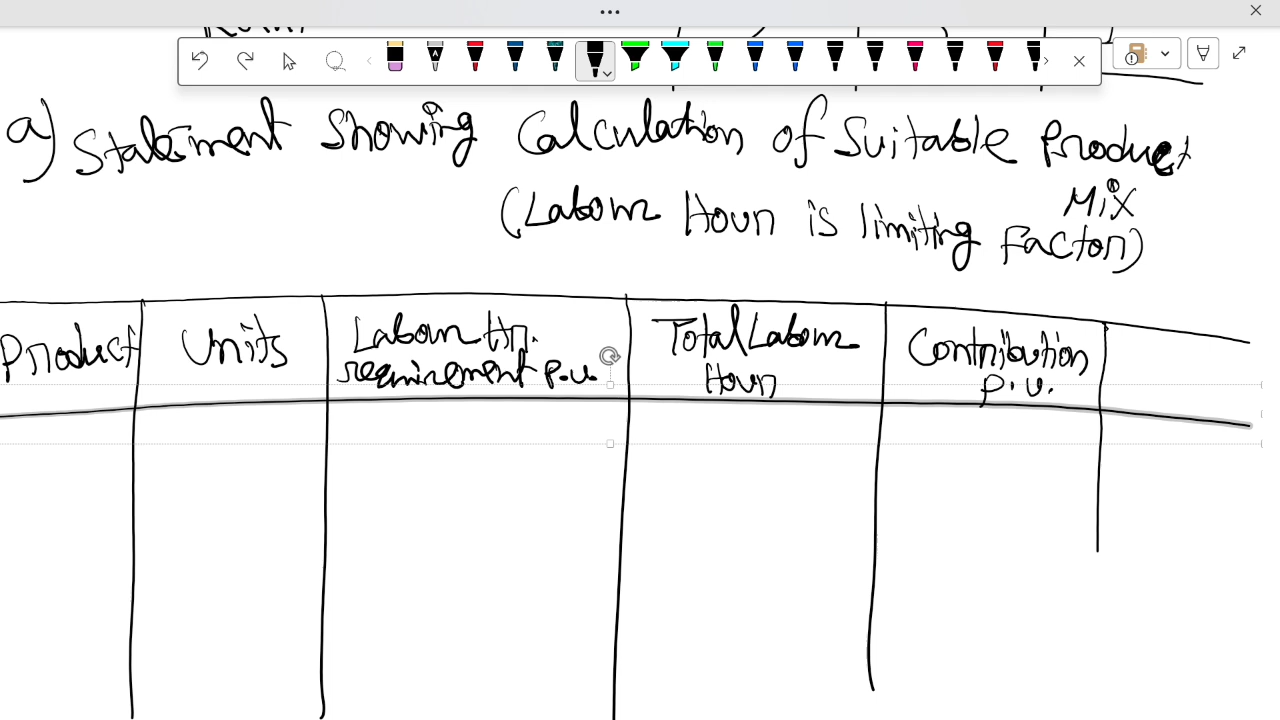 a) Statement Showing Calculation of Suitable Product
Mix
(Labour Hour is limiting Factor)
Product Units Labour Hr. Total Labour Contribution
requirement p.u. Hour p.u.